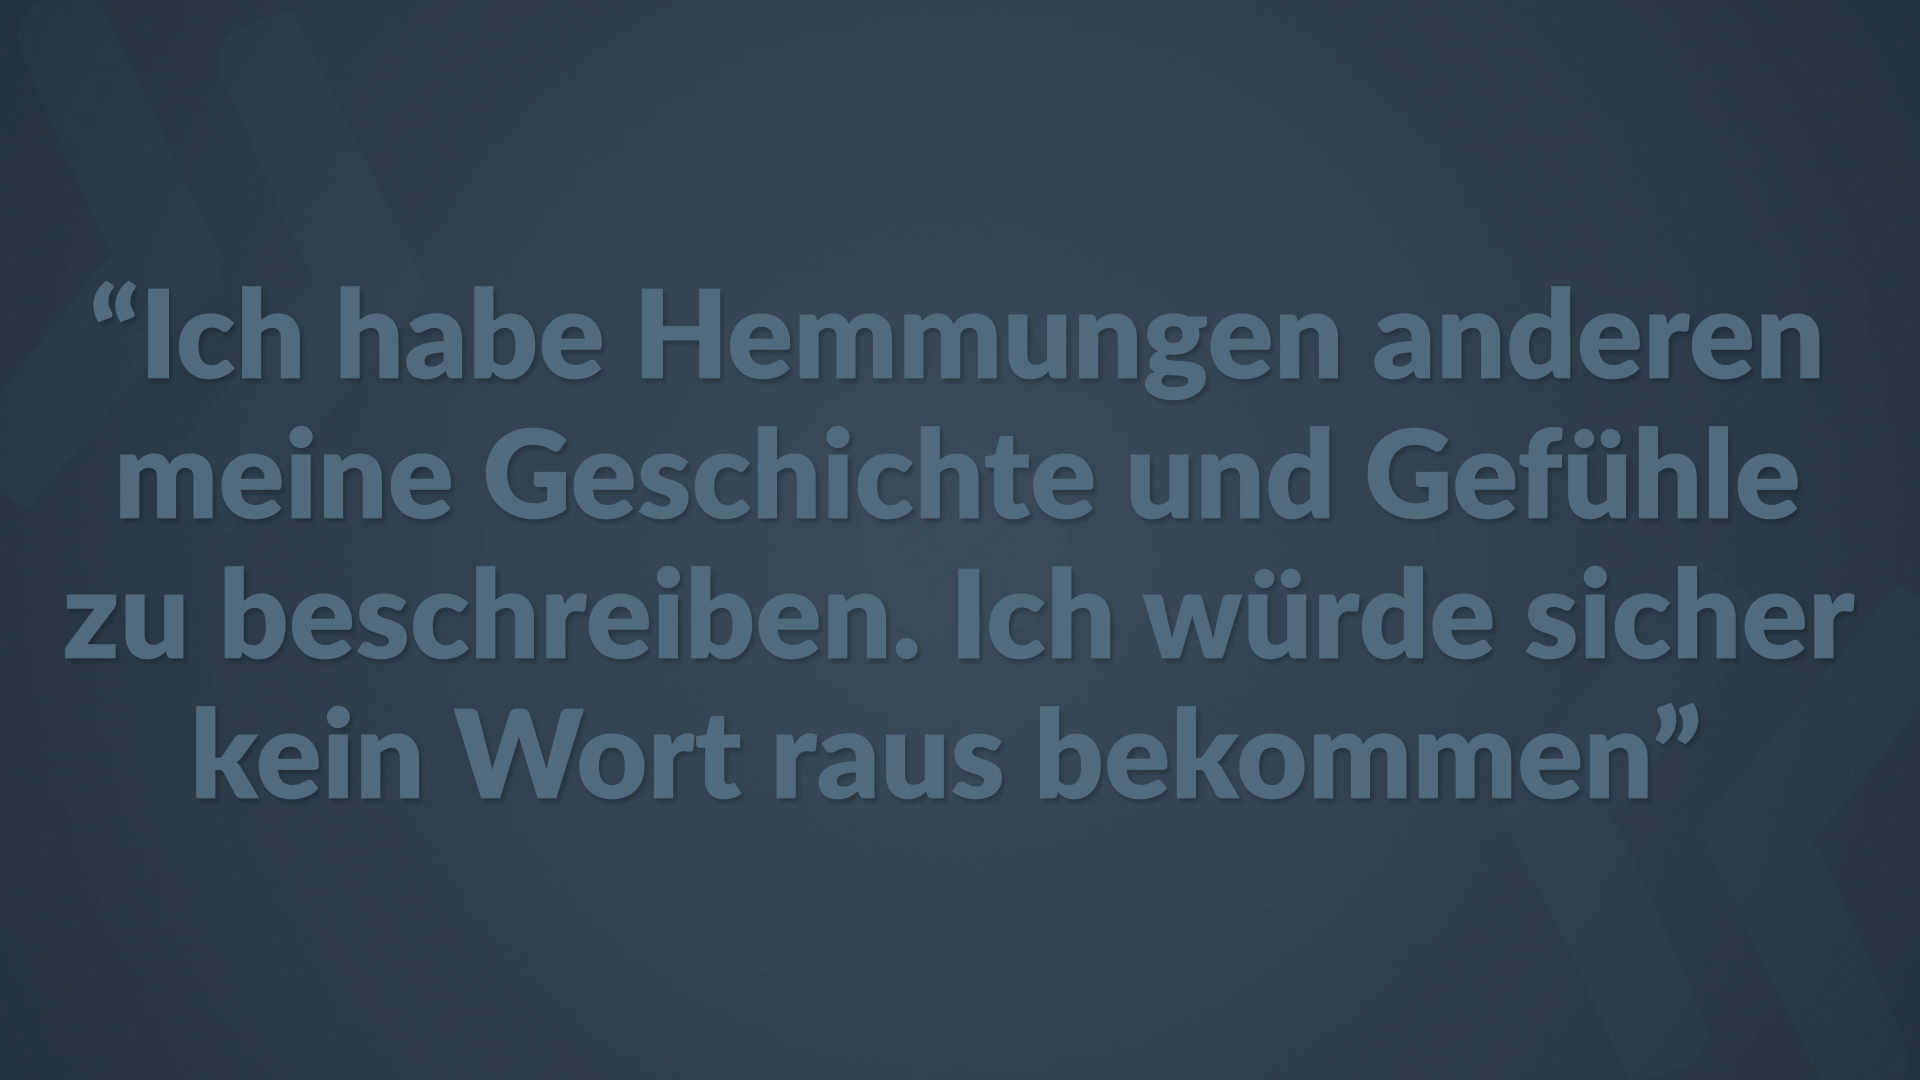 “Ich habe Hemmungen anderen
meine Geschichte und Gefühle
zu beschreiben. Ich würde sicher
kein Wort raus bekommen”